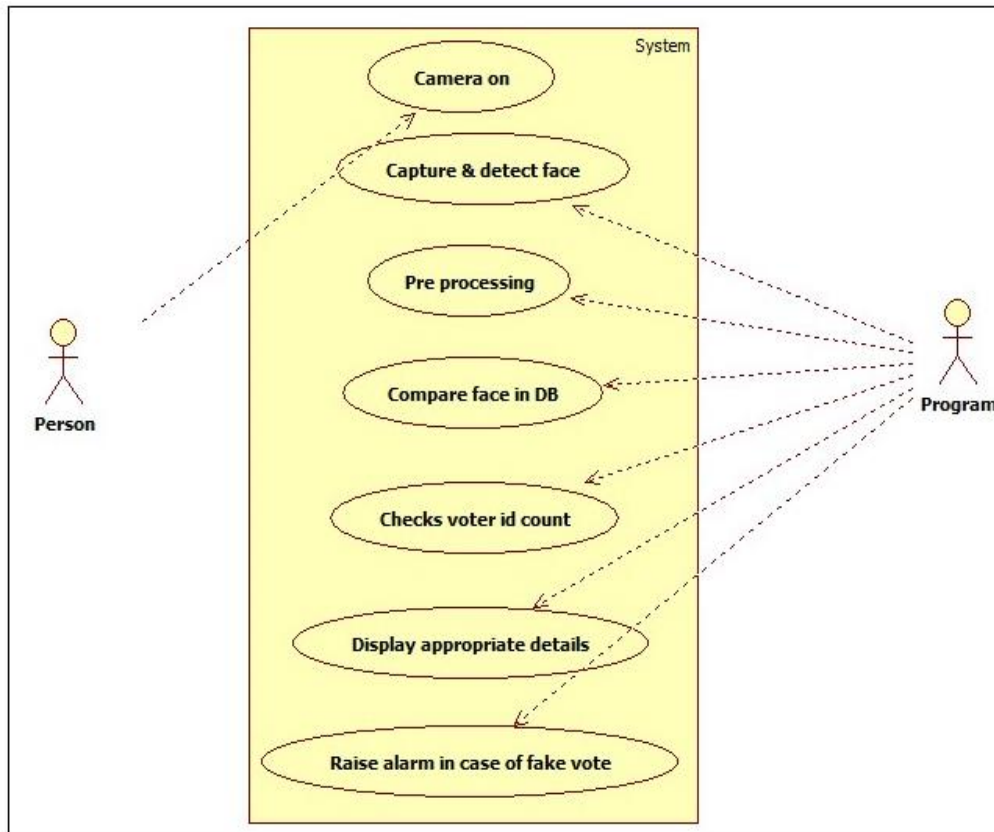 System
Camera on
Capture & detect face
Pre processing
Compare face in DB
Person
Program
Checks voter id count
Display appropriate details
Raise alarm in case of fake vote